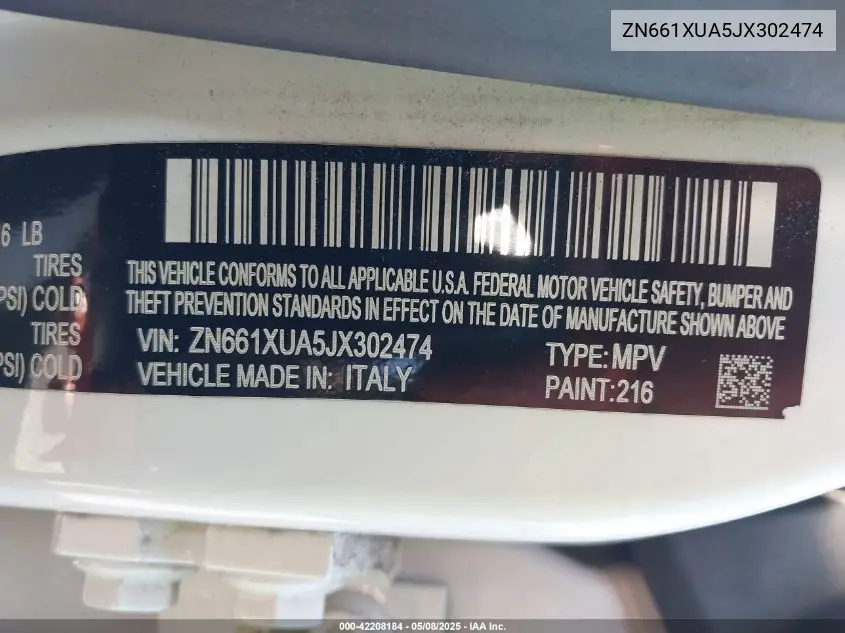 ZN661XUA5JX302474
6 LB
TIRES
PSI) COLD
TIRES
PSI) COLD
THIS VEHICLE CONFORMS TO ALL APPLICABLE U.S.A. FEDERAL MOTOR VEHICLE SAFETY, BUMPER AND
THEFT PREVENTION STANDARDS IN EFFECT ON THE DATE OF MANUFACTURE SHOWN ABOVE
VIN: ZN661XUA5JX302474
TYPE: MPV
VEHICLE MADE IN: ITALY
PAINT:216
000-42208184 - 05/08/2025 - IAA Inc.